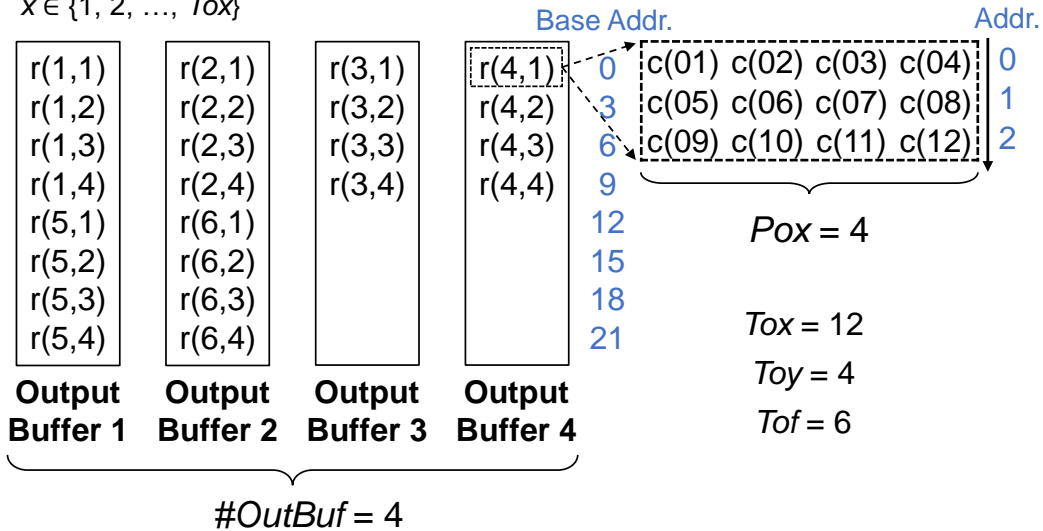 x ∈ {1, 2, …, Tox}
Base Addr.
Addr.
r(1,1) r(2,1) r(3,1) r(4,1) 0 c(01) c(02) c(03) c(04) 0
r(1,2) r(2,2) r(3,2) r(4,2) 3 c(05) c(06) c(07) c(08) 1
r(1,3) r(2,3) r(3,3) r(4,3) 6 c(09) c(10) c(11) c(12) 2
r(1,4) r(2,4) r(3,4) r(4,4) 9
r(5,1) r(6,1) 12
r(5,2) r(6,2) 15
r(5,3) r(6,3) 18
r(5,4) r(6,4) 21
Pox = 4
Tox = 12
Toy = 4
Tof = 6
Output Output Output Output
Buffer 1 Buffer 2 Buffer 3 Buffer 4
#OutBuf = 4